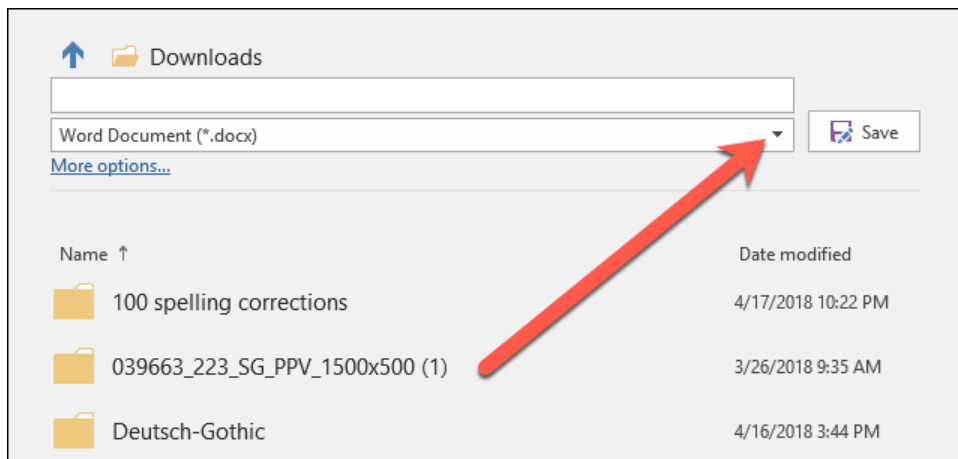 Downloads
Word Document (*.docx)
Save
More options...
Name ↑ Date modified
100 spelling corrections 4/17/2018 10:22 PM
039663_223_SG_PPV_1500x500 (1) 3/26/2018 9:35 AM
Deutsch-Gothic 4/16/2018 3:44 PM